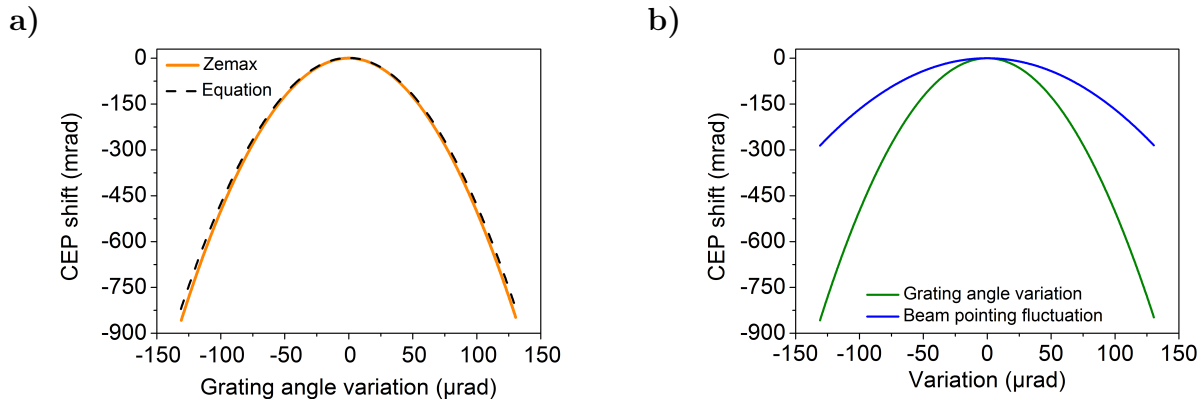 a)
0
-150
-300
-450
-600
-750
-900
CEP shift (mrad)
Zemax
Equation
-150 -100 -50 0 50 100 150
Grating angle variation (μrad)
b)
0
-150
-300
-450
-600
-750
-900
CEP shift (mrad)
Grating angle variation
Beam pointing fluctuation
-150 -100 -50 0 50 100 150
Variation (μrad)